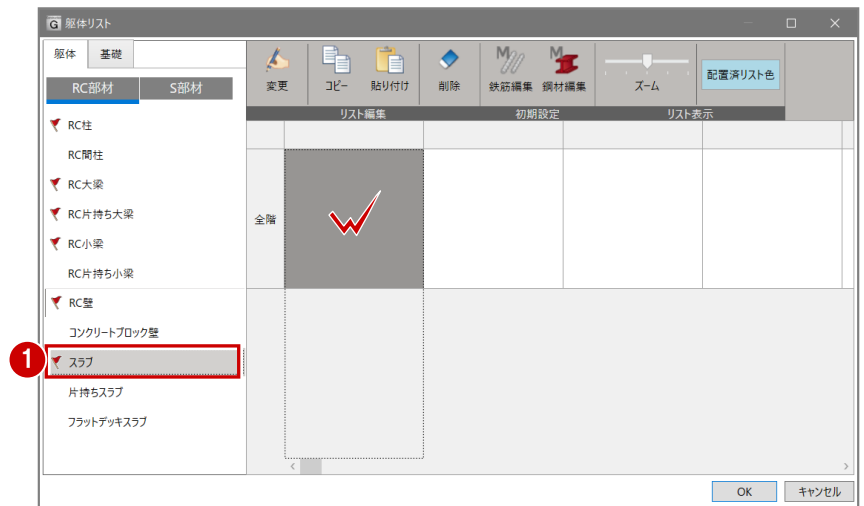 G 躯体リスト
躯体 基礎
RC部材 S部材
変更 コピー 貼り付け 削除 M 鉄筋編集 M 鋼材編集 ズーム 配置済リスト色
リスト編集 初期設定 リスト表示
RC柱
RC間柱
RC大梁
RC片持ち大梁
RC小梁
RC片持ち小梁
RC壁
コンクリートブロック壁
1 スラブ
片持ちスラブ
フラットデッキスラブ
全階
OK キャンセル